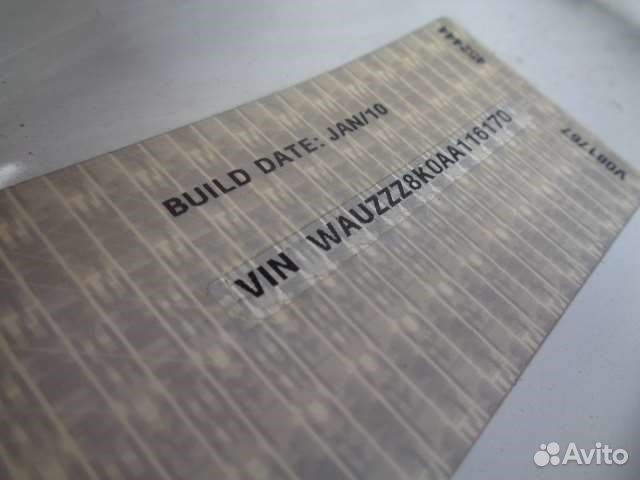 BUILD DATE: JAN/10
VIN WAUZZZ8K0AA116170
Avito